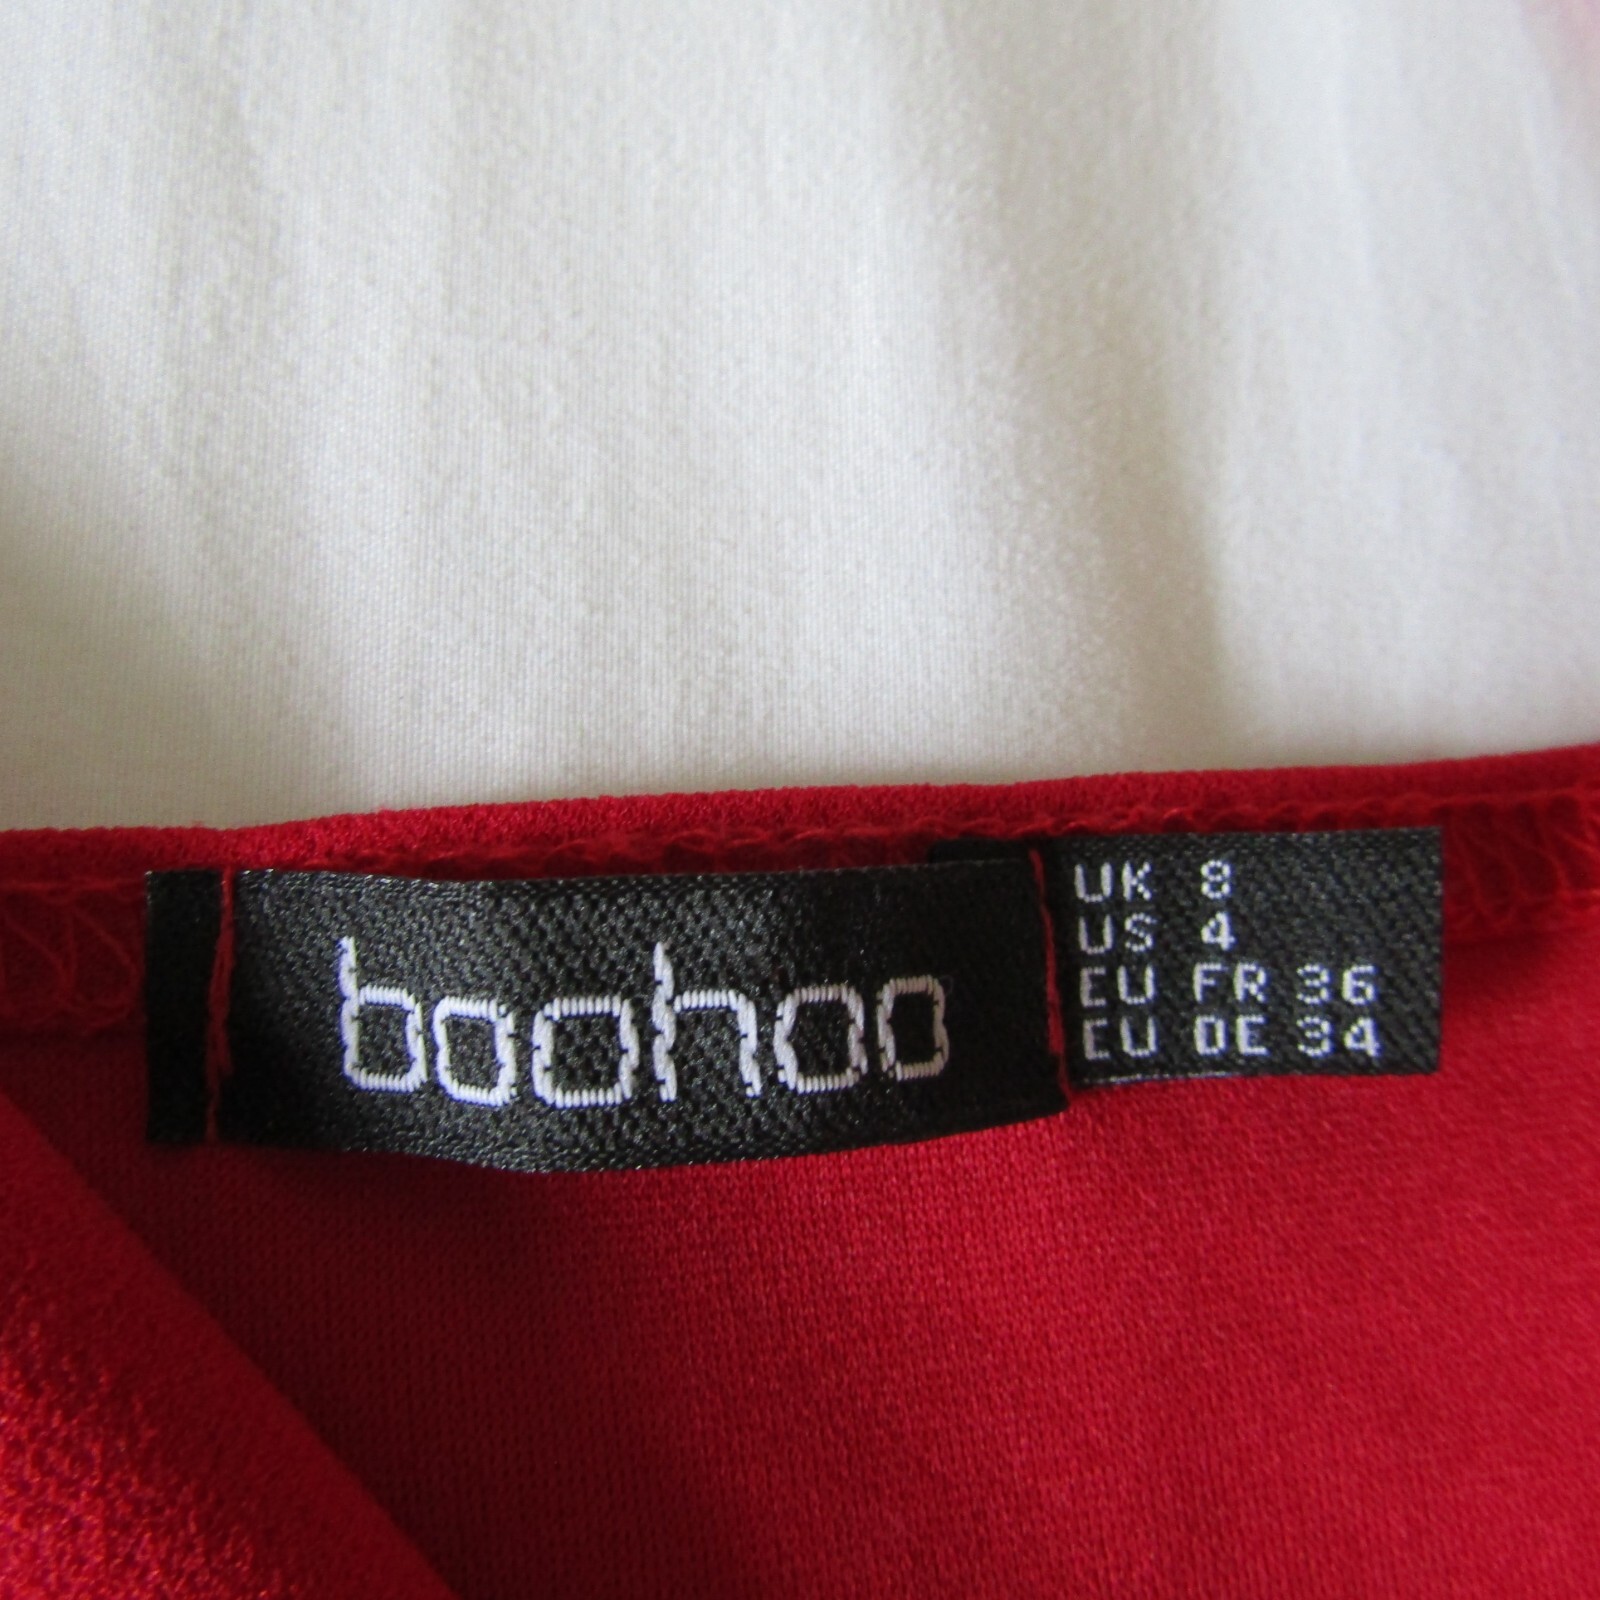 boohoo
UK 8
US 4
EU FR 36
EU DE 34